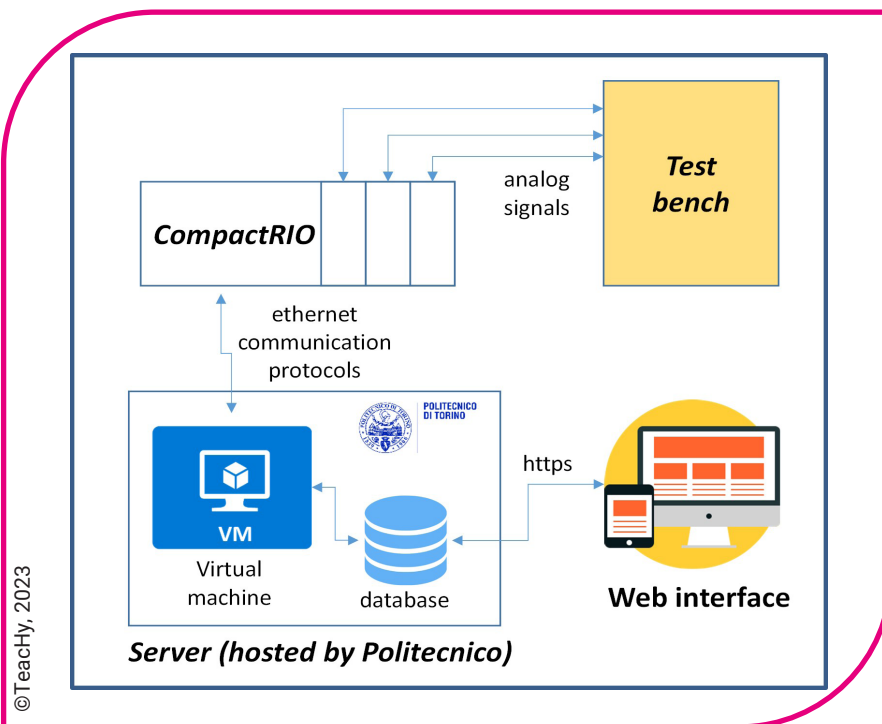 Test
bench
analog
signals
CompactRIO
ethernet
communication
protocols
POLITECNICO
DI TORINO
https
VM
Virtual
machine
database
Web interface
Server (hosted by Politecnico)
©TeacHy, 2023